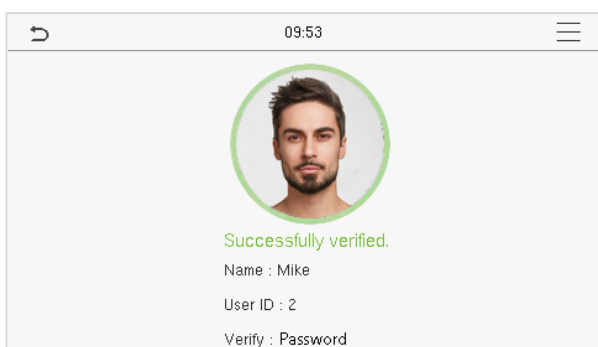 09:53
Successfully verified.
Name : Mike
User ID : 2
Verify : Password